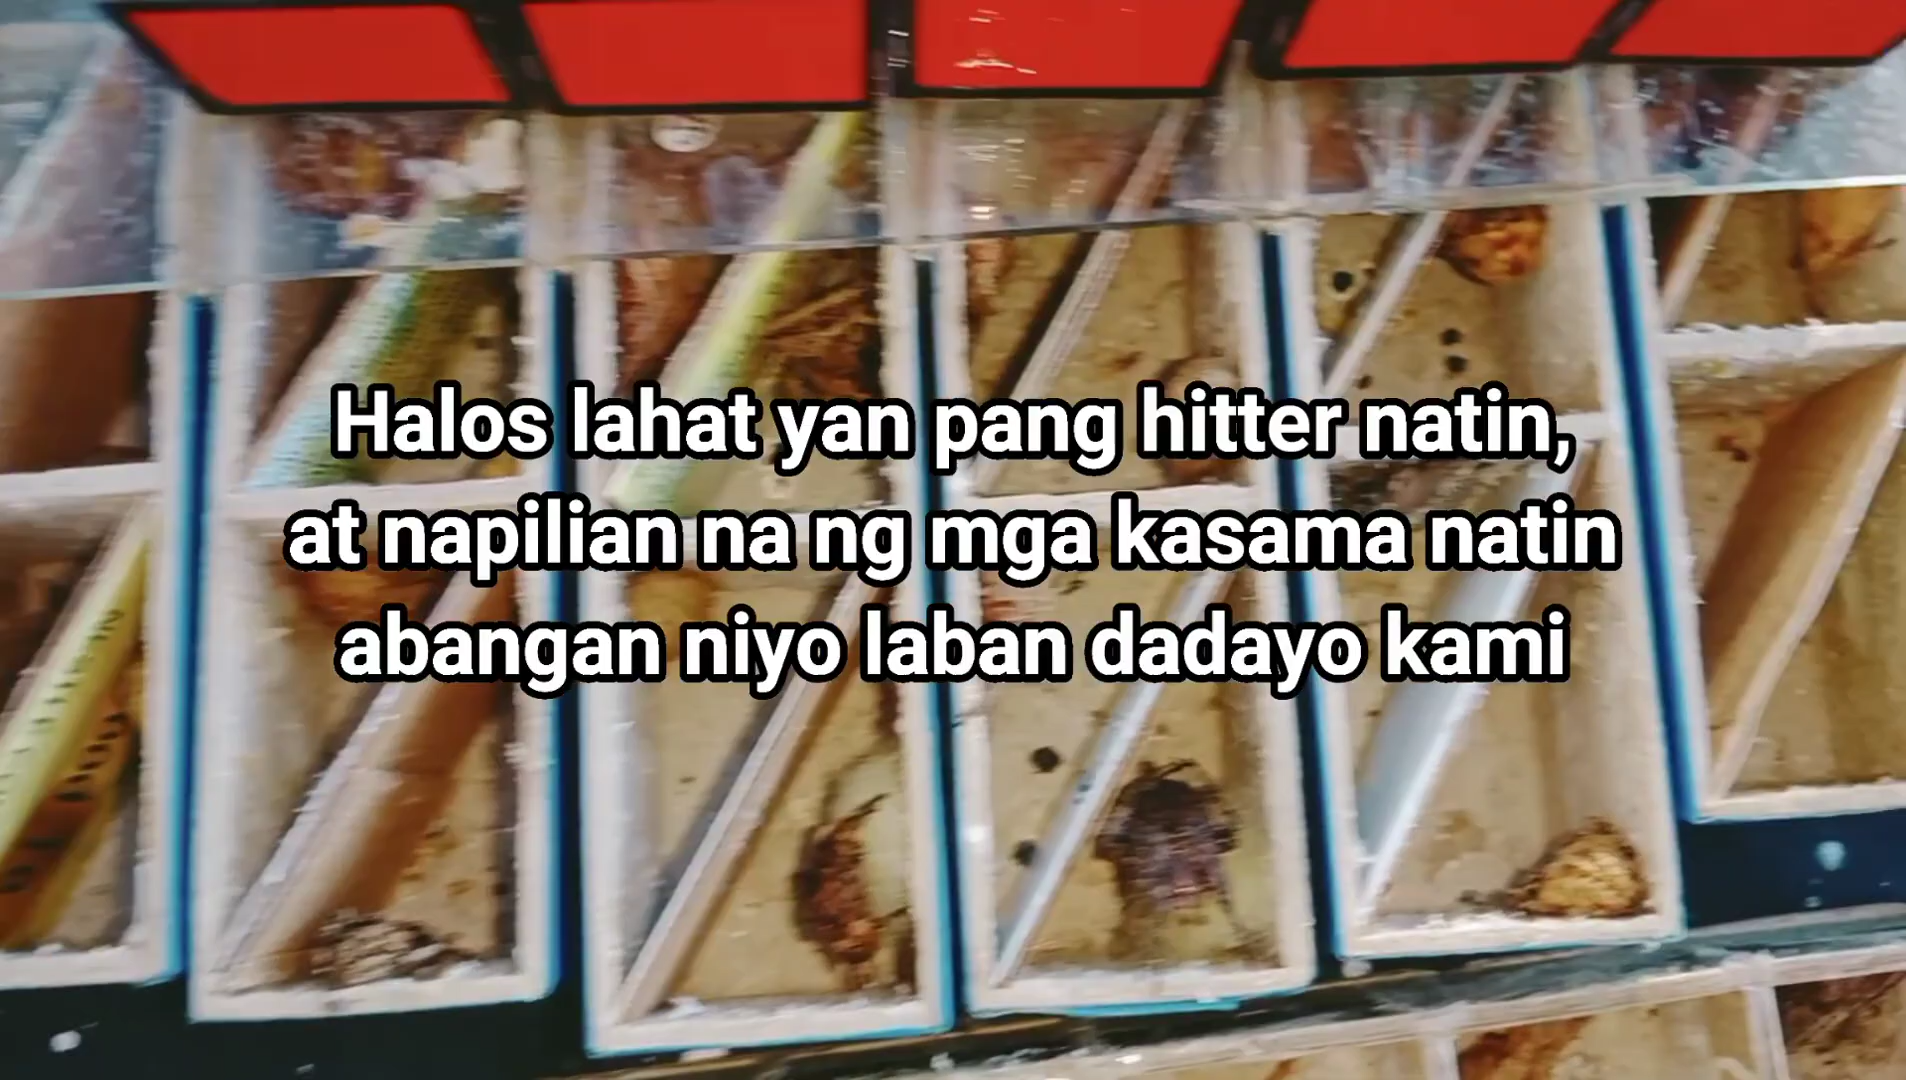 Halos lahat yan pang hitter natin,
at napilian na ng mga kasama natin
abangan niyo laban dadayo kami